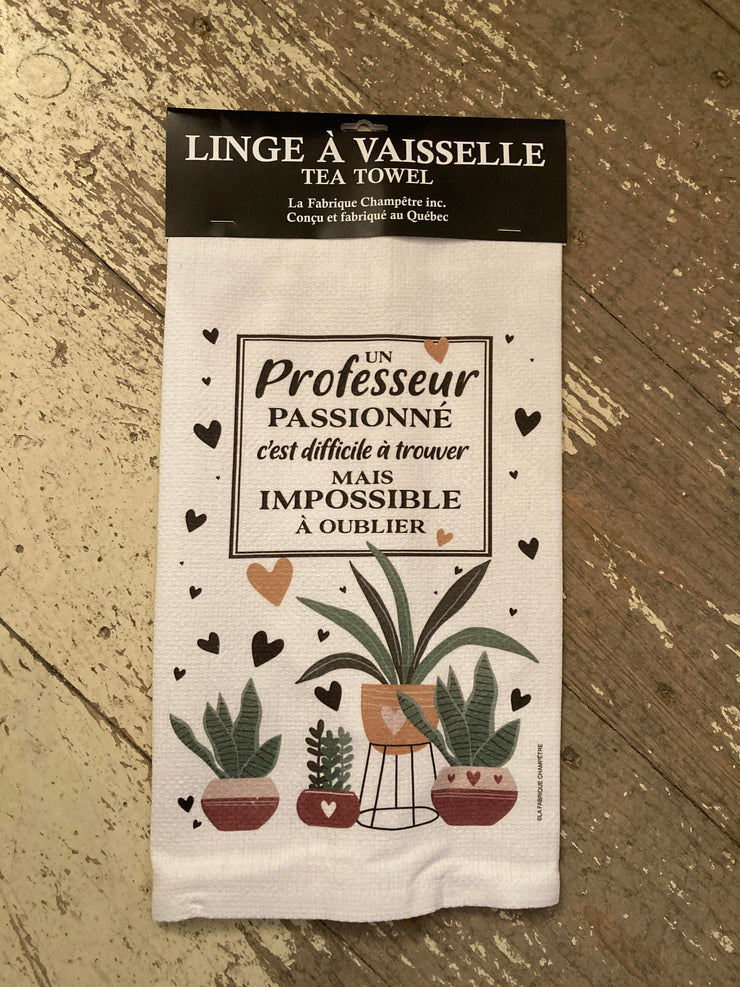 LINGE À VAISSELLE
TEA TOWEL
La Fabrique Champêtre inc.
Conçu et fabriqué au Québec
UN
Professeur
PASSIONNÉ
c'est difficile à trouver
MAIS
IMPOSSIBLE
À OUBLIER
©LA FABRIQUE CHAMPÊTRE